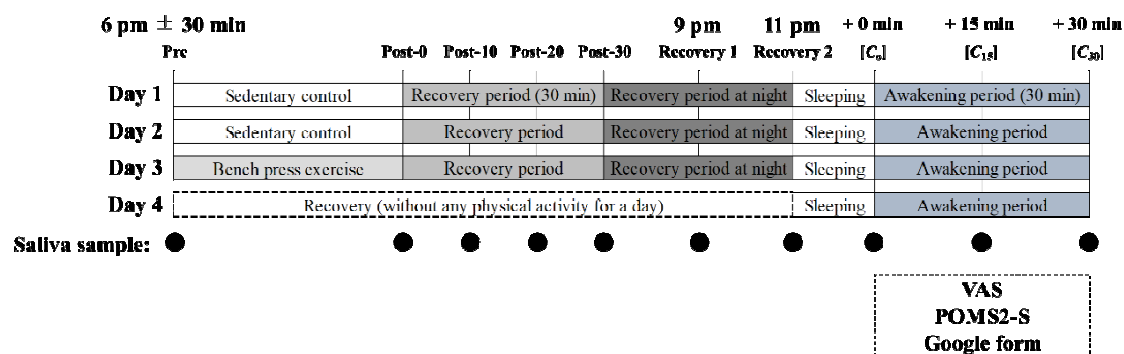 6 pm ± 30 min 9 pm 11 pm + 0 min + 15 min + 30 min
Pre Post-0 Post-10 Post-20 Post-30 Recovery 1 Recovery 2 [C₀] [C₁₅] [C₃₀]
Day 1 Sedentary control Recovery period (30 min) Recovery period at night Sleeping Awakening period (30 min)
Day 2 Sedentary control Recovery period Recovery period at night Sleeping Awakening period
Day 3 Bench press exercise Recovery period Recovery period at night Sleeping Awakening period
Day 4 Recovery (without any physical activity for a day) Sleeping Awakening period
Saliva sample:
VAS
POMS2-S
Google form